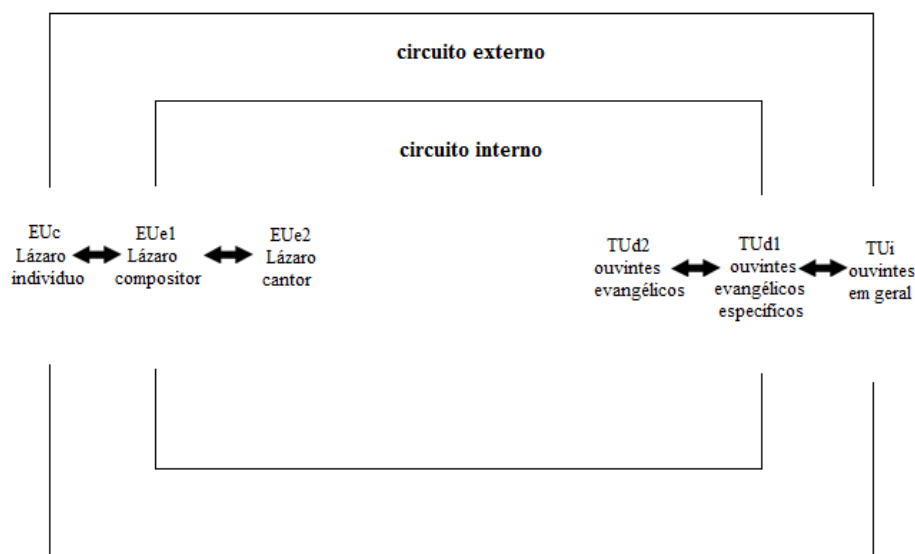 circuito externo
circuito interno
EUc
Lázaro
individuo
EUe1
Lázaro
compositor
EUe2
Lázaro
cantor
TUd2
ouvintes
evangélicos
TUd1
ouvintes
evangélicos
específicos
TUi
ouvintes
em geral